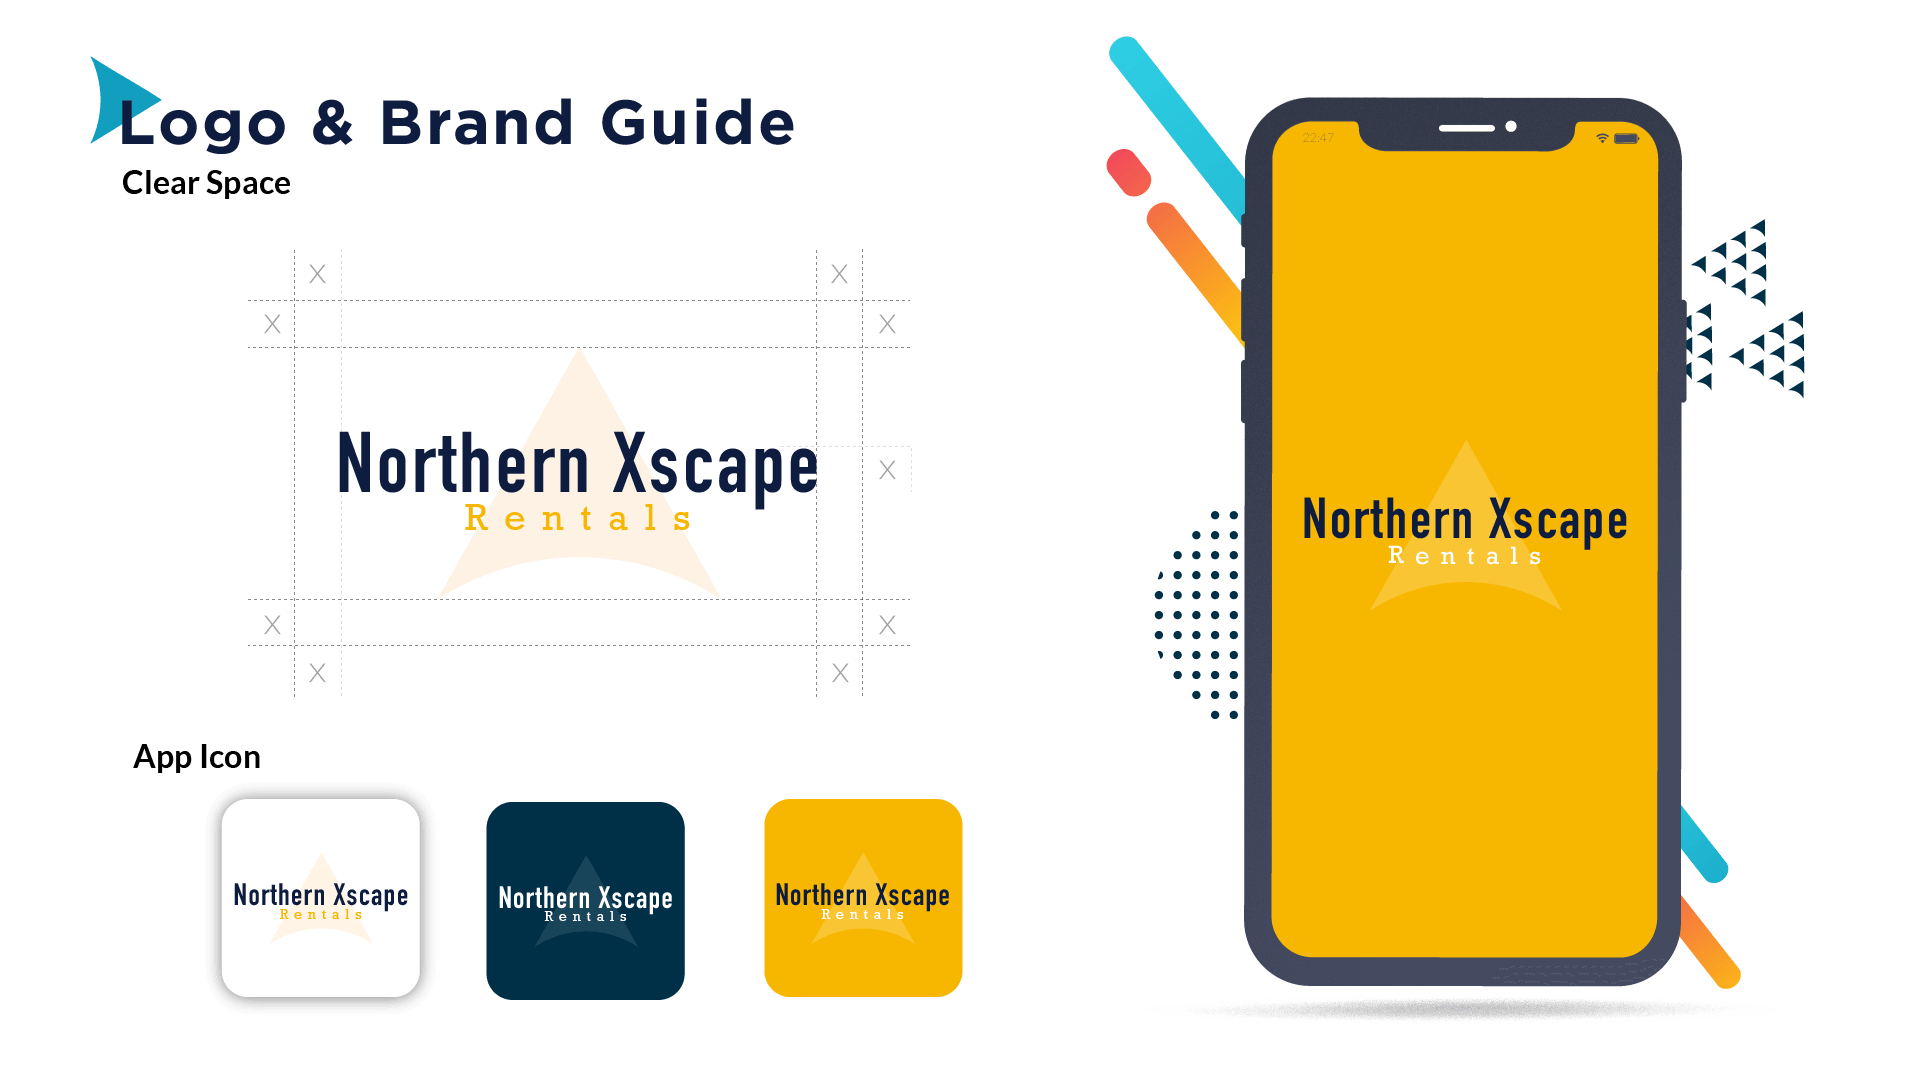 Logo & Brand Guide
Clear Space
X X
X X
Northern Xscape
X
Rentals
X X
X X
App Icon
Northern Xscape
Rentals
Northern Xscape
Rentals
Northern Xscape
Rentals
22:47
Northern Xscape
Rentals